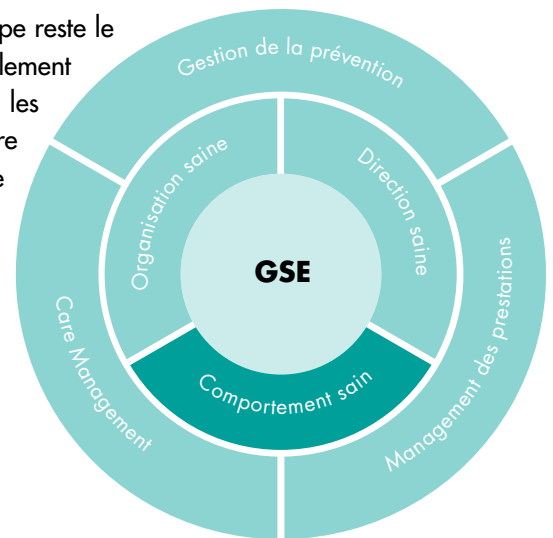 pe reste le
lement
les
re
e
Gestion de la prévention
Organisation saine
Direction saine
GSE
Comportement sain
Care Management
Management des prestations